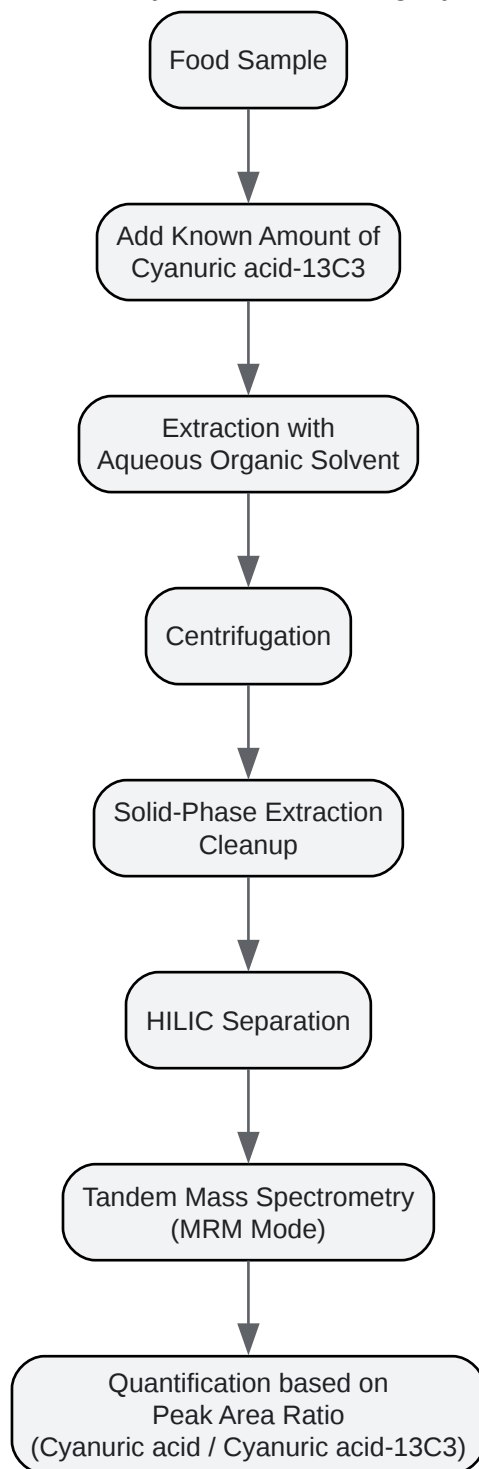 Food Sample
Add Known Amount of
Cyanuric acid-13C3
Extraction with
Aqueous Organic Solvent
Centrifugation
Solid-Phase Extraction
Cleanup
HILIC Separation
Tandem Mass Spectrometry
(MRM Mode)
Quantification based on
Peak Area Ratio
(Cyanuric acid / Cyanuric acid-13C3)